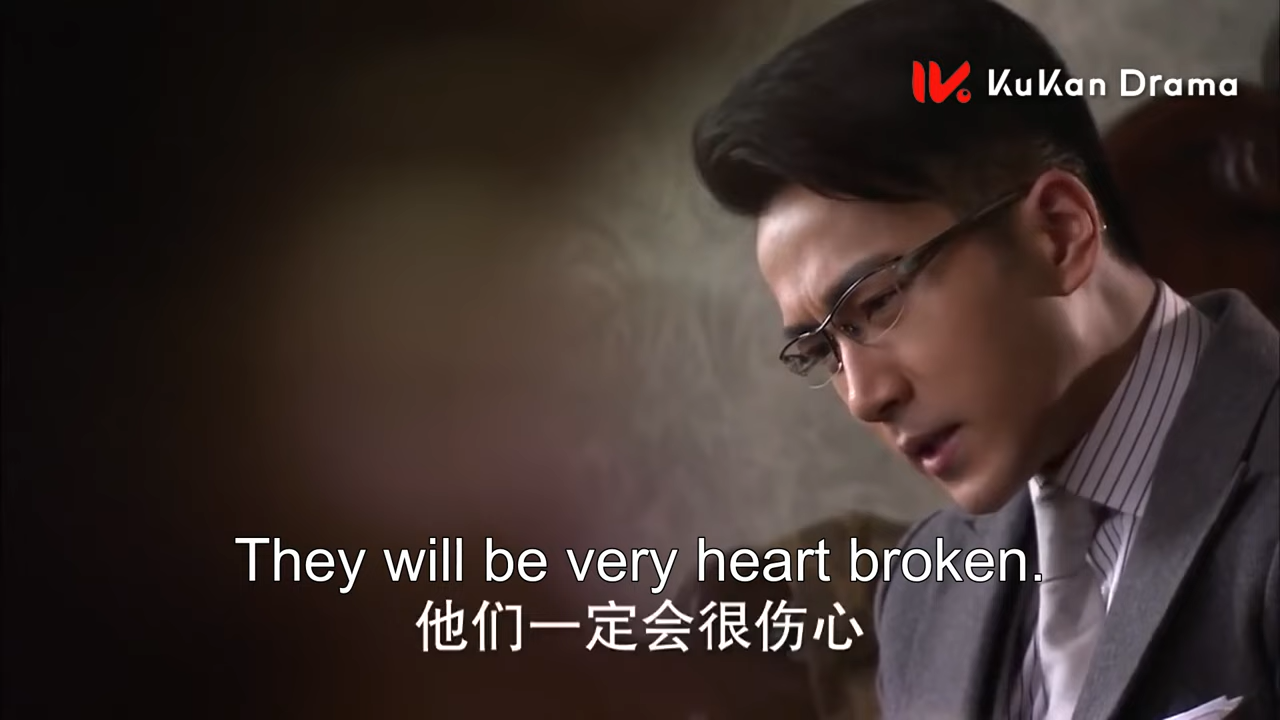 KuKan Drama
They will be very heart broken.
他们一定会很伤心